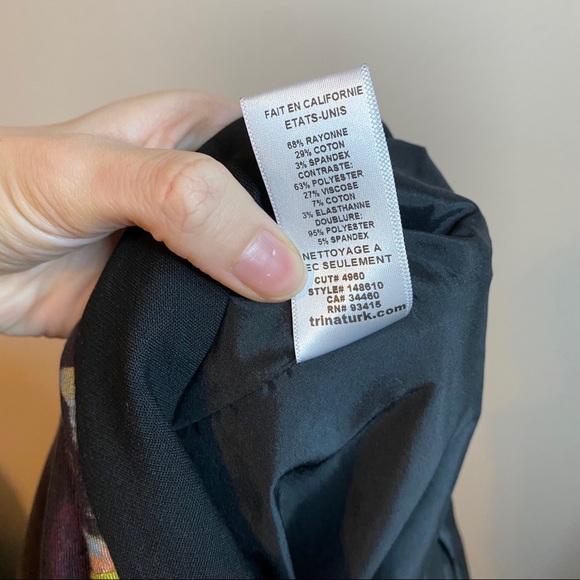 FAIT EN CALIFORNIE
ETATS-UNIS
68% RAYONNE
29% COTON
3% SPANDEX
CONTRASTE:
63% POLYESTER
27% VISCOSE
7% COTON
3% ELASTHANNE
DOUBLURE:
95% POLYESTER
5% SPANDEX
NETTOYAGE A
EC SEULEMENT
CUT# 4960
STYLE# 148610
CA# 34460
RN# 93415
trinaturk.com